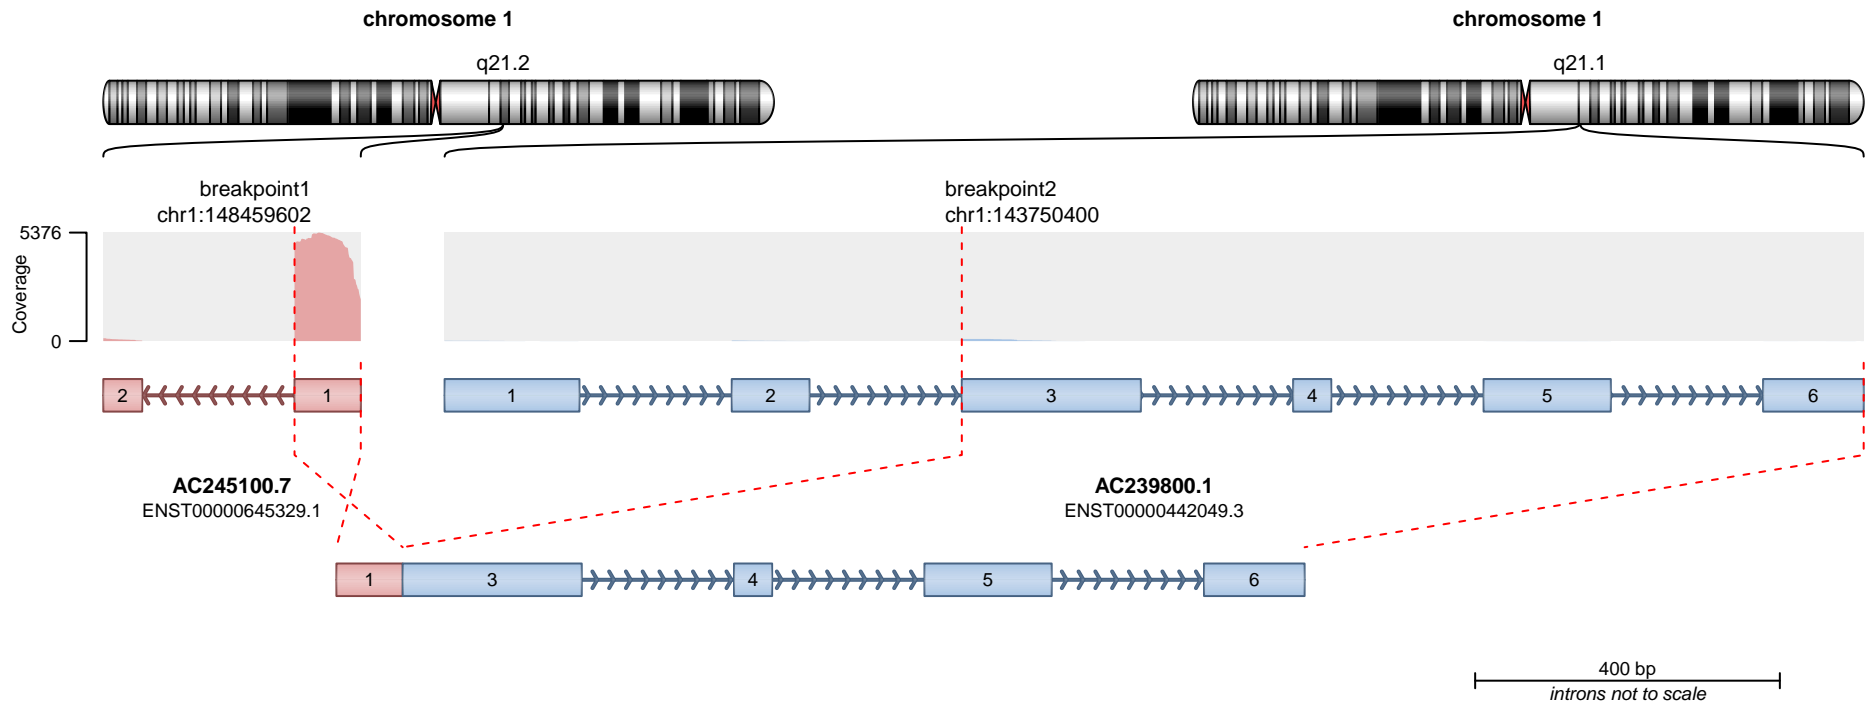 chromosome 1
chromosome 1
q21.2
q21.1
breakpoint1
chr1:148459602
breakpoint2
chr1:143750400
5376
Coverage
0
2
1
1
2
3
4
5
6
AC245100.7
ENST00000645329.1
AC239800.1
ENST00000442049.3
1
3
4
5
6
400 bp
introns not to scale